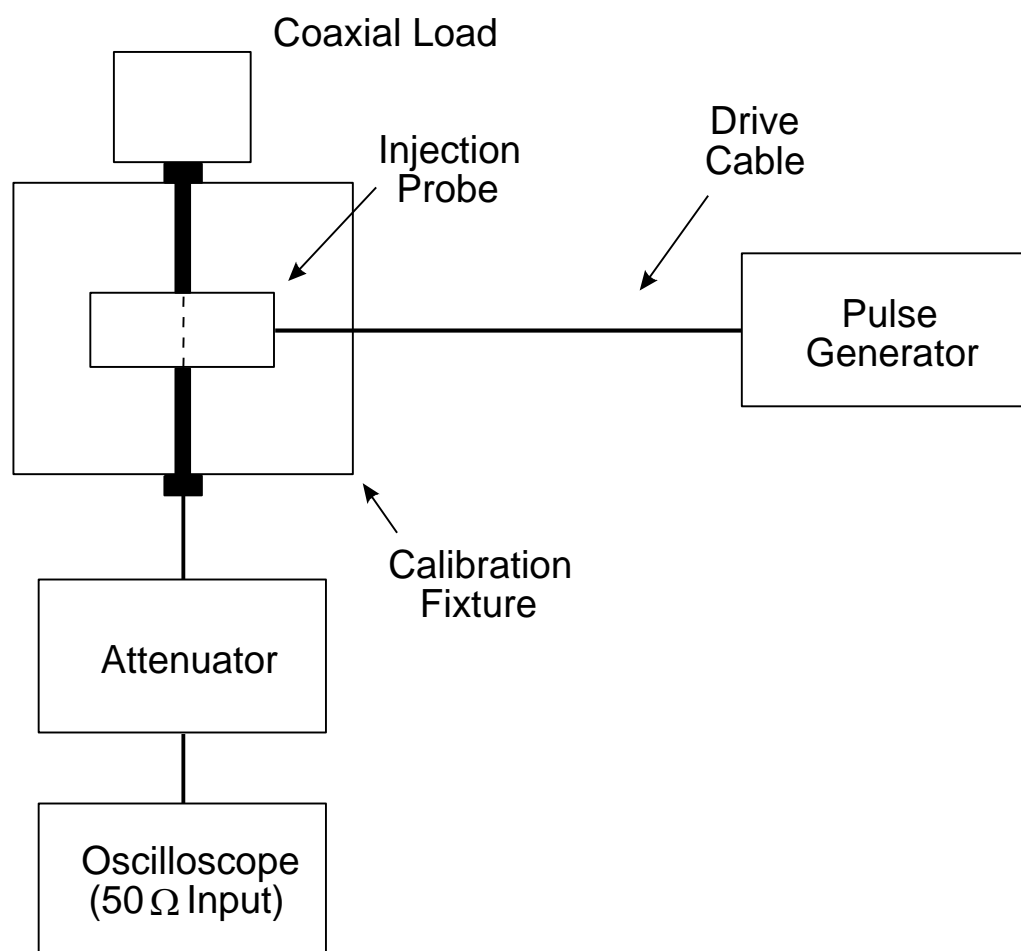 Coaxial Load
Injection
Probe
Drive
Cable
Pulse
Generator
Calibration
Fixture
Attenuator
Oscilloscope
(50 Ω Input)